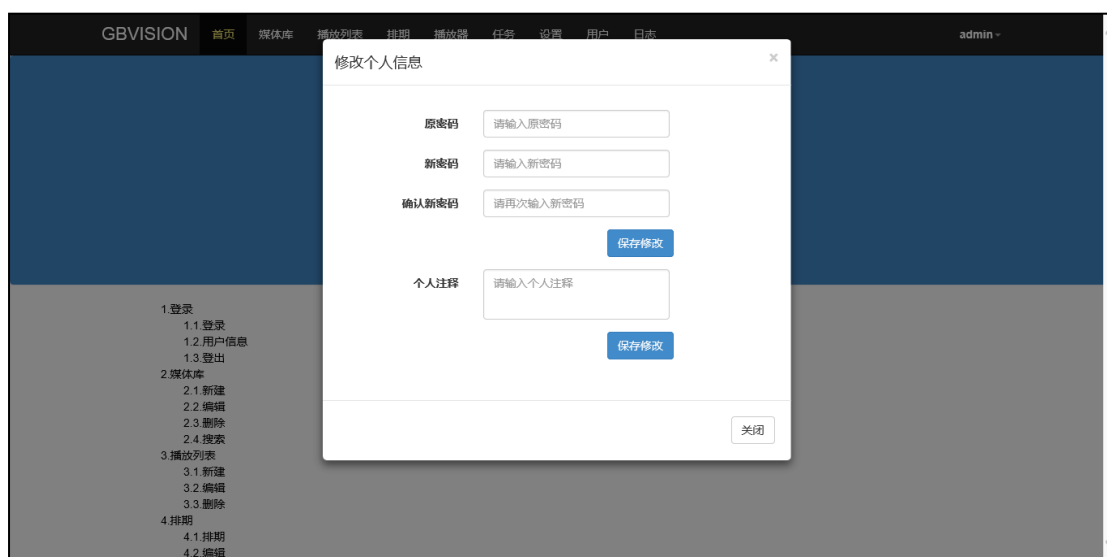 GBVISION 首页 媒体库 播放列表 排期 播放器 任务 设置 用户 日志 admin
修改个人信息 ×
原密码 请输入原密码
新密码 请输入新密码
确认新密码 请再次输入新密码
保存修改
个人注释 请输入个人注释
保存修改
关闭
1.登录
1.1.登录
1.2.用户信息
1.3.登出
2.媒体库
2.1.新建
2.2.编辑
2.3.删除
2.4.搜索
3.播放列表
3.1.新建
3.2.编辑
3.3.删除
4.排期
4.1.排期
4.2.编辑